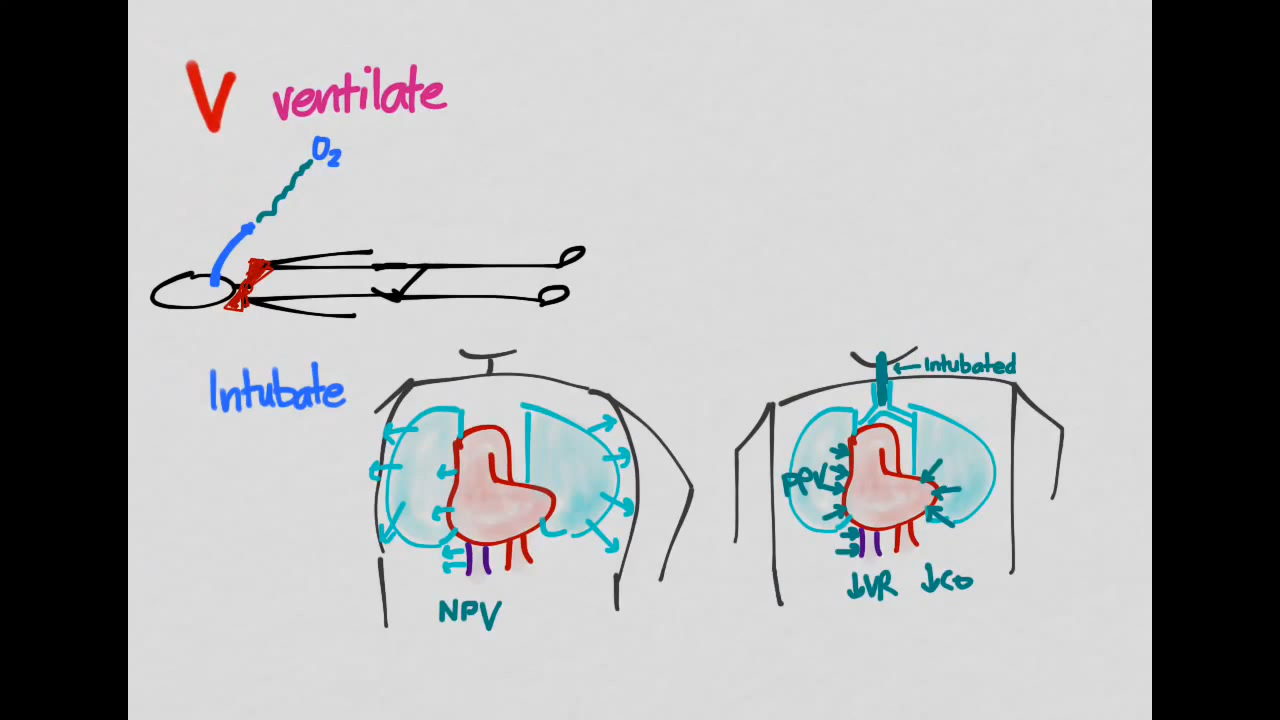 V ventilate
O2
Intubate
Intubated
PPV
NPV
↓VR ↓CO